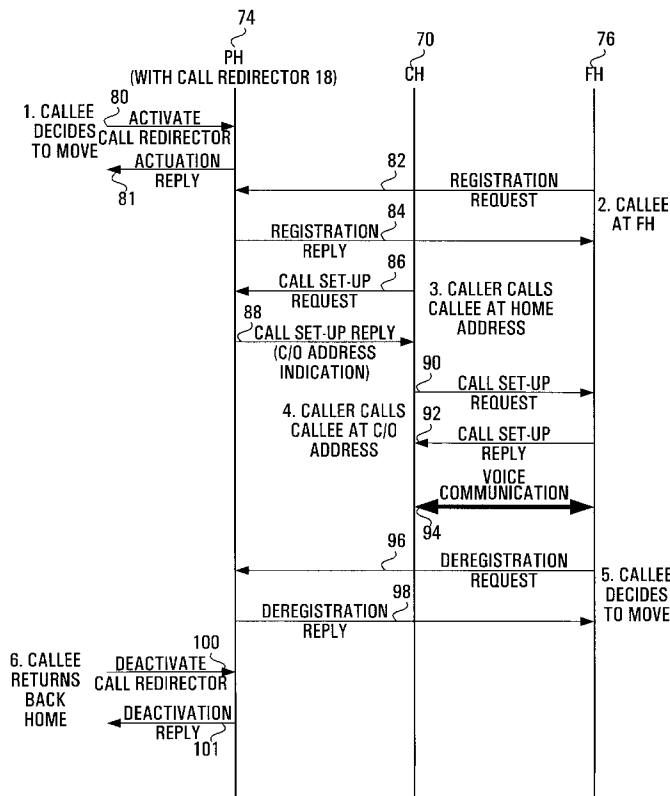 74
70
76
PH
(WITH CALL REDIRECTOR 18)
CH
FH
1. CALLEE
DECIDES
TO MOVE
80
ACTIVATE
CALL REDIRECTOR
ACTUATION
REPLY
81
82
REGISTRATION
REQUEST
2. CALLEE
AT FH
84
REGISTRATION
REPLY
86
CALL SET-UP
REQUEST
3. CALLER CALLS
CALLEE AT HOME
ADDRESS
88
CALL SET-UP REPLY
(C/O ADDRESS
INDICATION)
90
CALL SET-UP
REQUEST
4. CALLER CALLS
CALLEE AT C/O
ADDRESS
92
CALL SET-UP
REPLY
VOICE
COMMUNICATION
94
96
DEREGISTRATION
REQUEST
5. CALLEE
DECIDES
TO MOVE
98
DEREGISTRATION
REPLY
6. CALLEE
RETURNS
BACK
HOME
100
DEACTIVATE
CALL REDIRECTOR
DEACTIVATION
REPLY
101